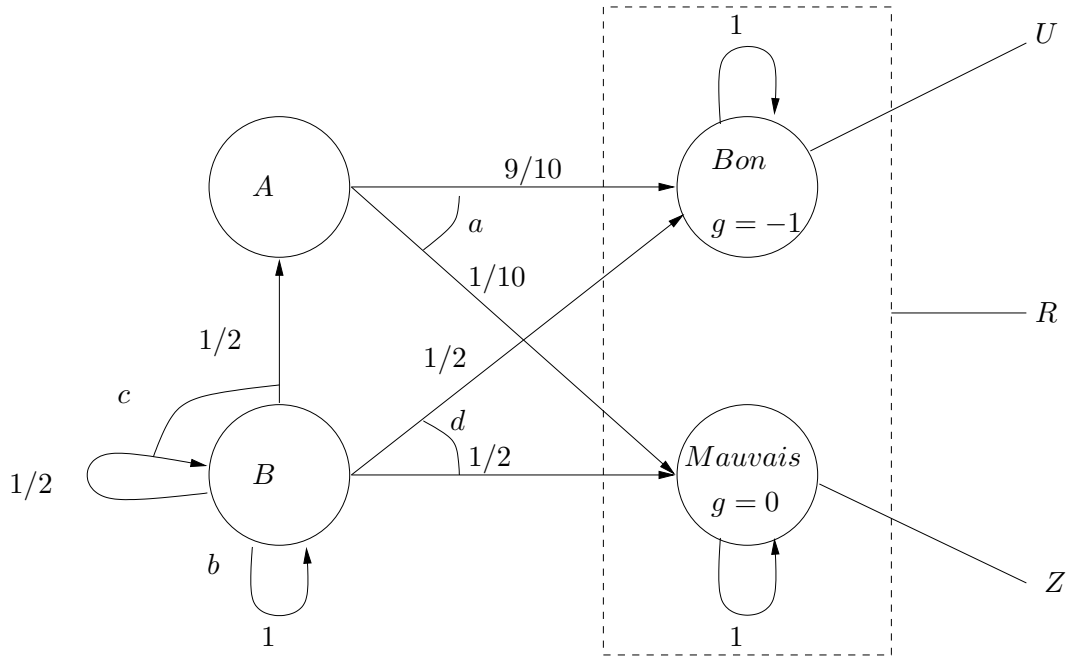 1
U
A
9/10
Bon
a
g = −1
1/10
R
1/2
1/2
c
d
1/2
Mauvais
1/2
B
g = 0
b
Z
1
1